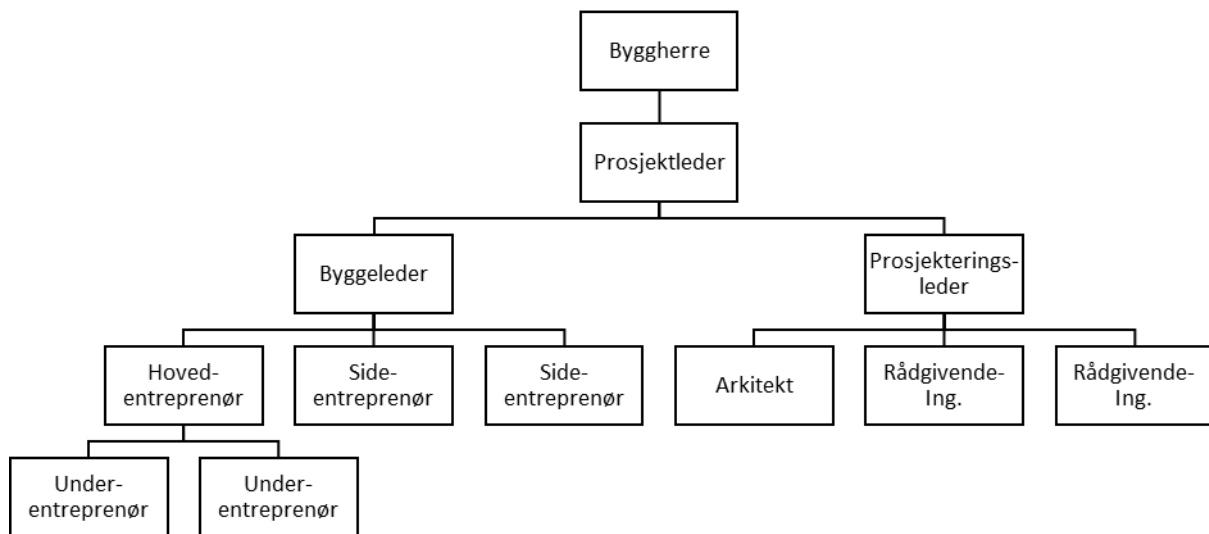 Byggherre
Prosjektleder
Byggeleder
Prosjekterings-
leder
Hoved-
entreprenør
Side-
entreprenør
Side-
entreprenør
Arkitekt
Rådgivende-
Ing.
Rådgivende-
Ing.
Under-
entreprenør
Under-
entreprenør